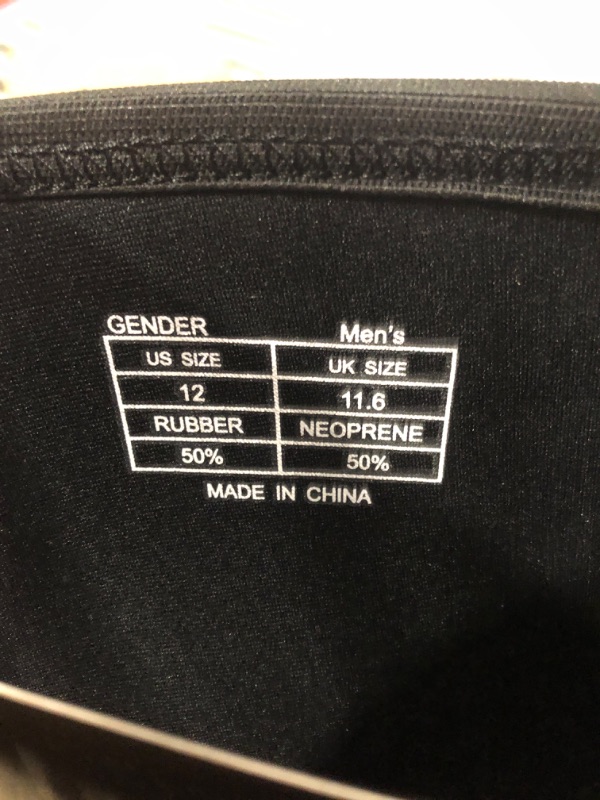 GENDER Men's
US SIZE UK SIZE
12 11.6
RUBBER NEOPRENE
50% 50%
MADE IN CHINA